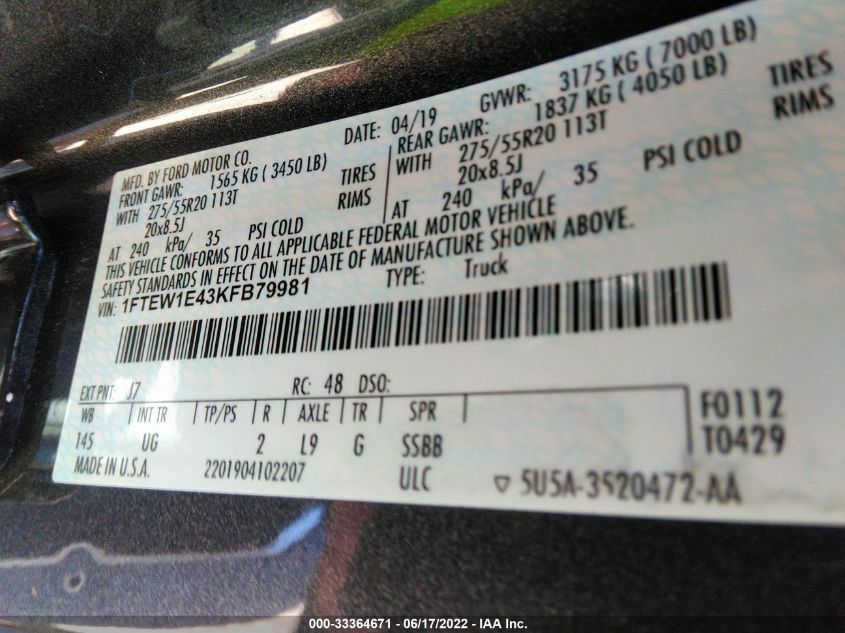 MFD. BY FORD MOTOR CO.
DATE: 04/19 GVWR: 3175 KG ( 7000 LB)
FRONT GAWR: 1565 KG ( 3450 LB)
REAR GAWR: 1837 KG ( 4050 LB)
WITH 275/55R20 113T TIRES
WITH 275/55R20 113T TIRES
20x8.5J RIMS
20x8.5J RIMS
AT 240 kPa/ 35 PSI COLD
AT 240 kPa/ 35 PSI COLD
THIS VEHICLE CONFORMS TO ALL APPLICABLE FEDERAL MOTOR VEHICLE
SAFETY STANDARDS IN EFFECT ON THE DATE OF MANUFACTURE SHOWN ABOVE.
VIN: 1FTEW1E43KFB79981 TYPE: Truck
EXT PNT: J7 RC: 48 DSO:
WB INT TR TP/PS R AXLE TR SPR F0112
145 UG 2 L9 G SSBB T0429
MADE IN U.S.A. 2201904102207 ULC 5U5A-3520472-AA
000-33364671 - 06/17/2022 - IAA Inc.